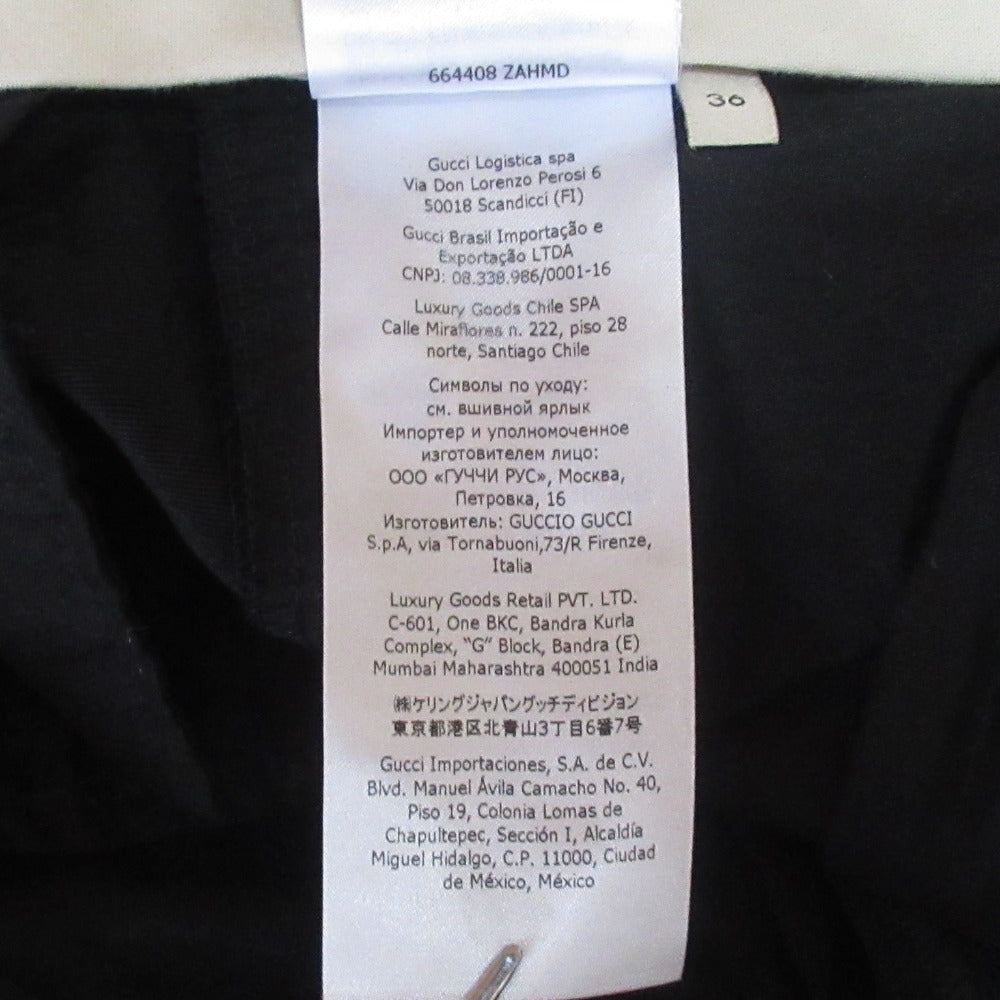 664408 ZAHMD
36
Gucci Logistica spa
Via Don Lorenzo Perosi 6
50018 Scandicci (FI)
Gucci Brasil Importação e
Exportação LTDA
CNPJ: 08.338.986/0001-16
Luxury Goods Chile SPA
Calle Miraflores n. 222, piso 28
norte, Santiago Chile
Символы по уходу:
см. вшивной ярлык
Импортер и уполномоченное
изготовителем лицо:
ООО «ГУЧЧИ РУС», Москва,
Петровка, 16
Изготовитель: GUCCIO GUCCI
S.p.A, via Tornabuoni,73/R Firenze,
Italia
Luxury Goods Retail PVT. LTD.
C-601, One BKC, Bandra Kurla
Complex, “G” Block, Bandra (E)
Mumbai Maharashtra 400051 India
㈱ケリングジャパングッチディビジョン
東京都港区北青山3丁目6番7号
Gucci Importaciones, S.A. de C.V.
Blvd. Manuel Ávila Camacho No. 40,
Piso 19, Colonia Lomas de
Chapultepec, Sección I, Alcaldía
Miguel Hidalgo, C.P. 11000, Ciudad
de México, México